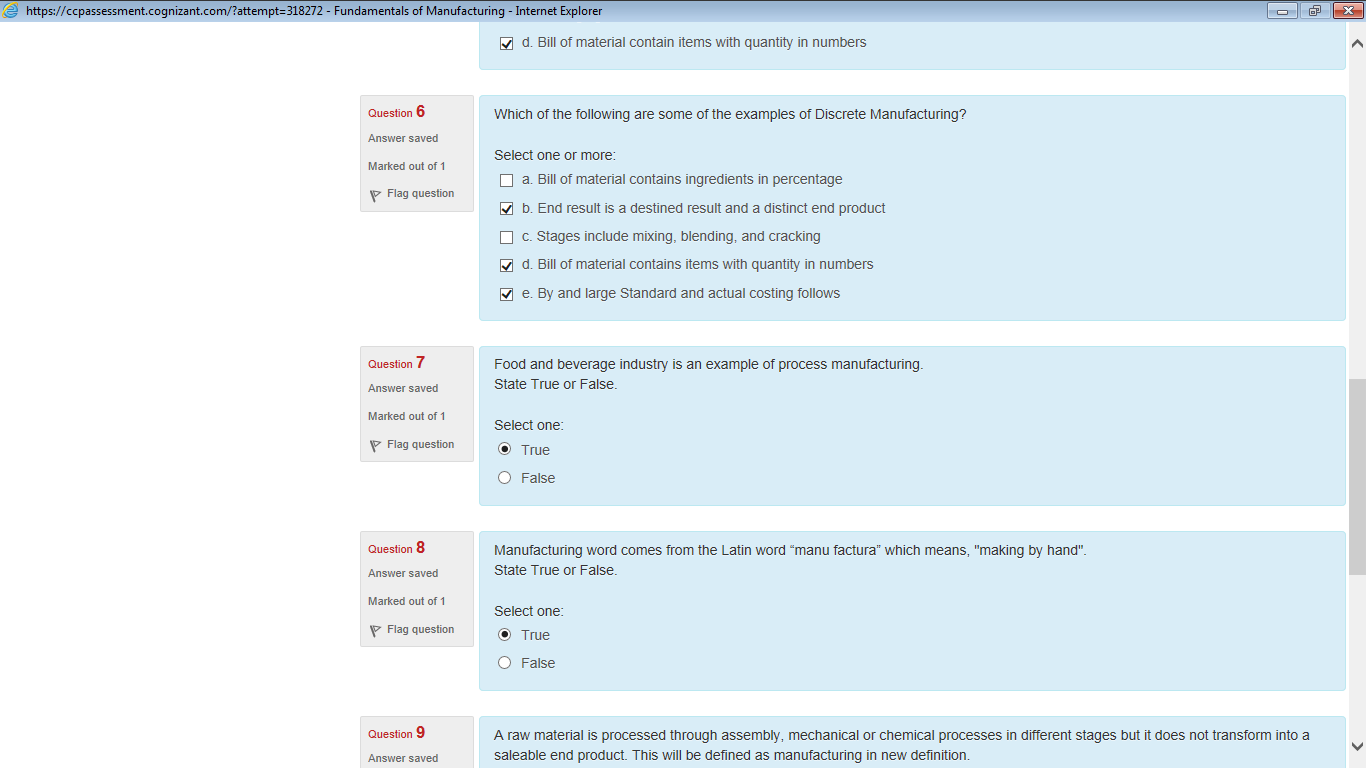 https://ccpassessment.cognizant.com/?attempt=318272 - Fundamentals of Manufacturing - Internet Explorer
d. Bill of material contain items with quantity in numbers
Question 6
Answer saved
Marked out of 1
Flag question
Which of the following are some of the examples of Discrete Manufacturing?
Select one or more:
a. Bill of material contains ingredients in percentage
b. End result is a destined result and a distinct end product
c. Stages include mixing, blending, and cracking
d. Bill of material contains items with quantity in numbers
e. By and large Standard and actual costing follows
Question 7
Answer saved
Marked out of 1
Flag question
Food and beverage industry is an example of process manufacturing.
State True or False.
Select one:
True
False
Question 8
Answer saved
Marked out of 1
Flag question
Manufacturing word comes from the Latin word “manu factura” which means, "making by hand".
State True or False.
Select one:
True
False
Question 9
Answer saved
A raw material is processed through assembly, mechanical or chemical processes in different stages but it does not transform into a
saleable end product. This will be defined as manufacturing in new definition.